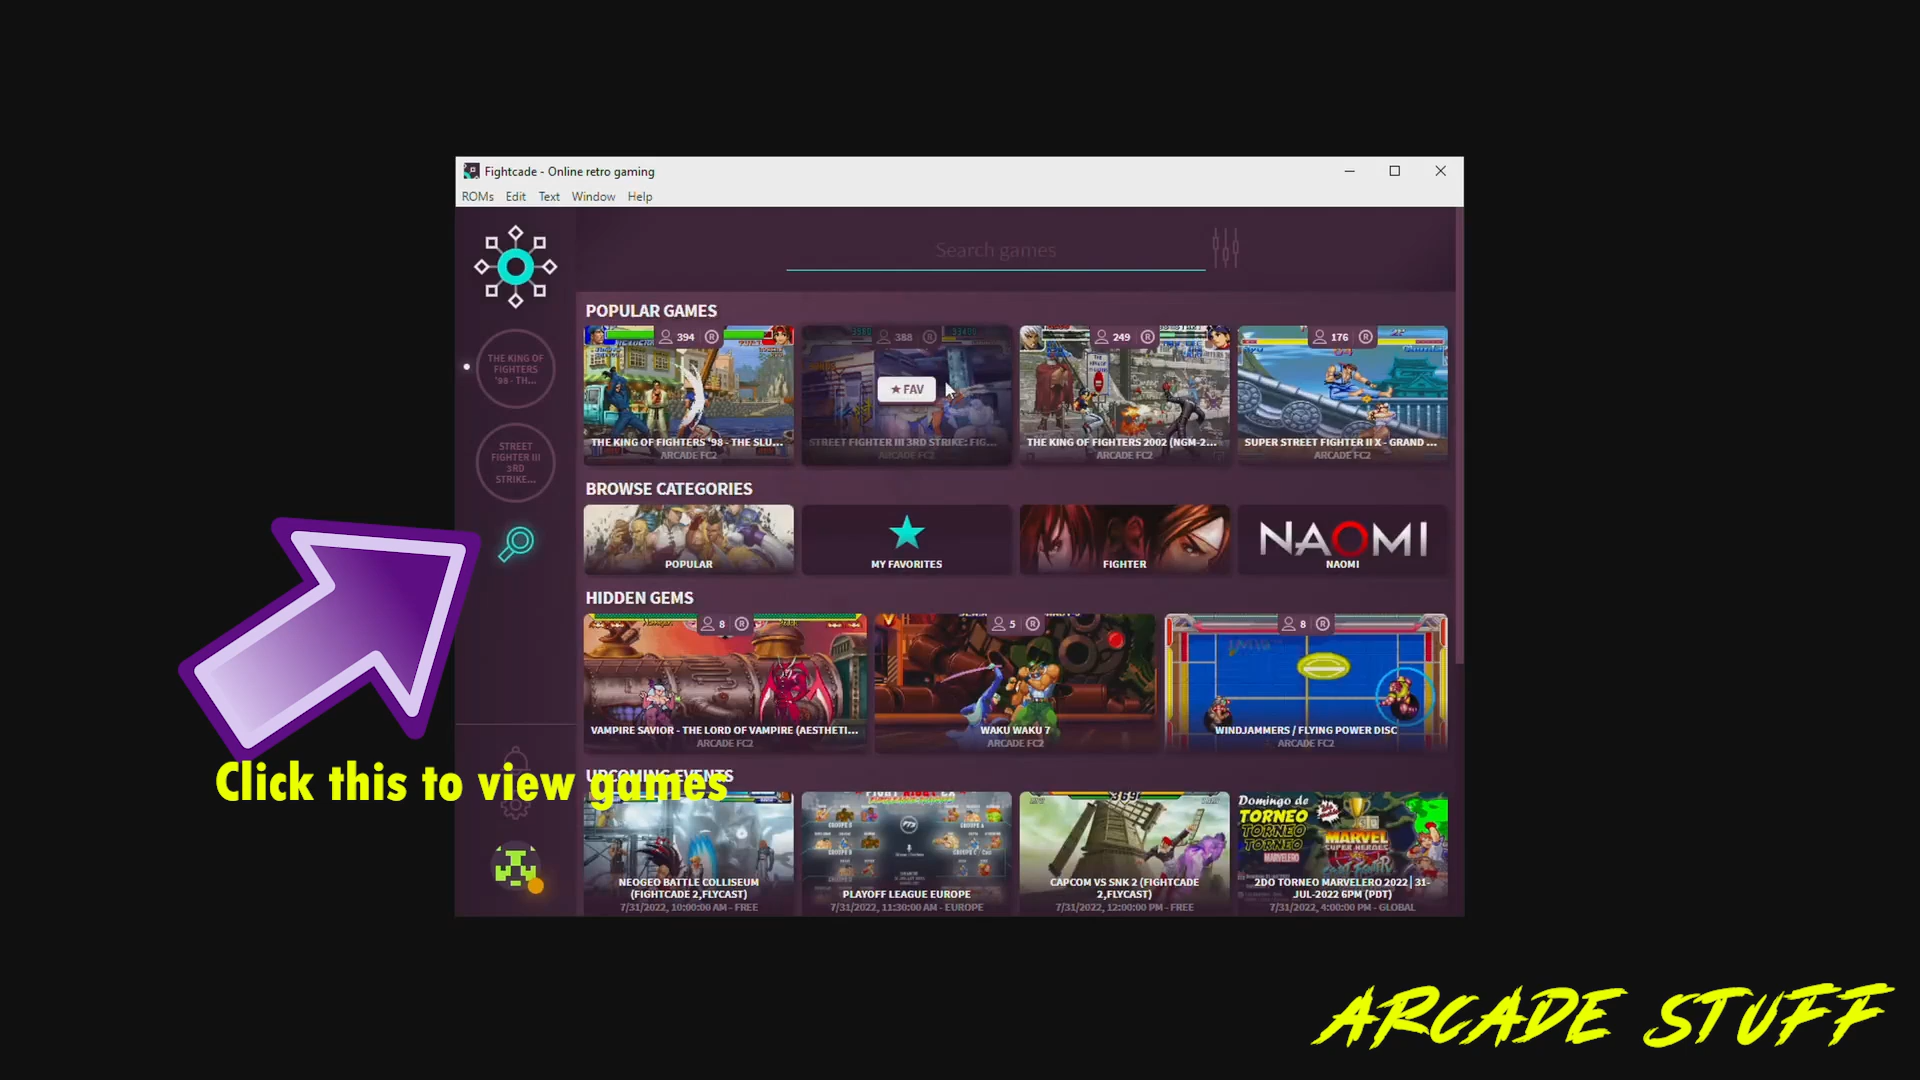 Fightcade - Online retro gaming
ROMs Edit Text Window Help
Search games
THE KING OF
FIGHTERS
'98 - TH...
STREET
FIGHTER III
3RD
STRIKE...
POPULAR GAMES
394 R
388 R
249 R
176 R
★ FAV
THE KING OF FIGHTERS '98 - THE SLU...
ARCADE FC2
STREET FIGHTER III 3RD STRIKE: FIG...
ARCADE FC2
THE KING OF FIGHTERS 2002 (NGM-2...
ARCADE FC2
SUPER STREET FIGHTER II X - GRAND ...
ARCADE FC2
BROWSE CATEGORIES
POPULAR
MY FAVORITES
FIGHTER
NAOMI
NAOMI
HIDDEN GEMS
8 R
5 R
8 R
VAMPIRE SAVIOR - THE LORD OF VAMPIRE (AESTHETI...
ARCADE FC2
WAKU WAKU 7
ARCADE FC2
WINDJAMMERS / FLYING POWER DISC
ARCADE FC2
UPCOMING EVENTS
Click this to view games
NEOGEO BATTLE COLLISEUM
(FIGHTCADE 2,FLYCAST)
7/31/2022, 10:00:00 AM - FREE
PLAYOFF LEAGUE EUROPE
7/31/2022, 11:30:00 AM - EUROPE
CAPCOM VS SNK 2 (FIGHTCADE
2,FLYCAST)
7/31/2022, 12:00:00 PM - FREE
Domingo de
TORNEO
TORNEO
TORNEO
MARVELERO
MARVEL
SUPER HEROES
2DO TORNEO MARVELERO 2022 | 31-
JUL-2022 6PM (PDT)
7/31/2022, 4:00:00 PM - GLOBAL
ARCADE STUFF